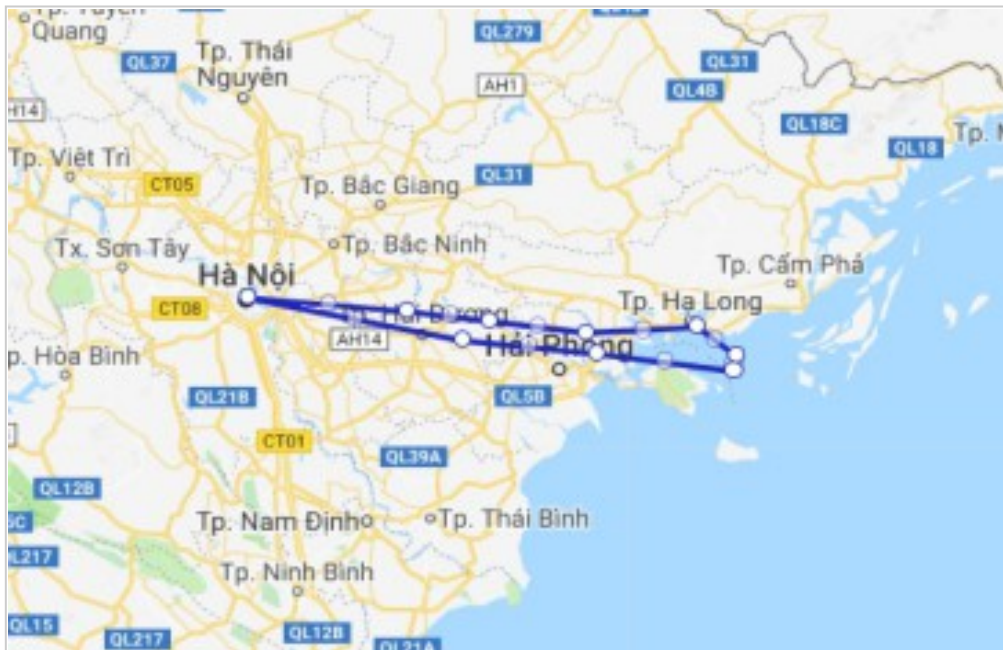 Quang
QL279
QL31
QL37
Tp. Thái
Nguyên
AH1
QL4B
QL18C
QL18
Tp. Việt Trì
CT05
Tp. Bắc Giang
QL31
Tx. Sơn Tây
Tp. Bắc Ninh
Hà Nội
Tp. Cẩm Phả
CT08
Tp. Hạ Long
AH14
Hải Phòng
p. Hòa Bình
QL21B
QL5B
CT01
QL39A
QL12B
Tp. Nam Định
Tp. Thái Bình
QL217
Tp. Ninh Bình
QL15
QL217
QL12B
QL21A